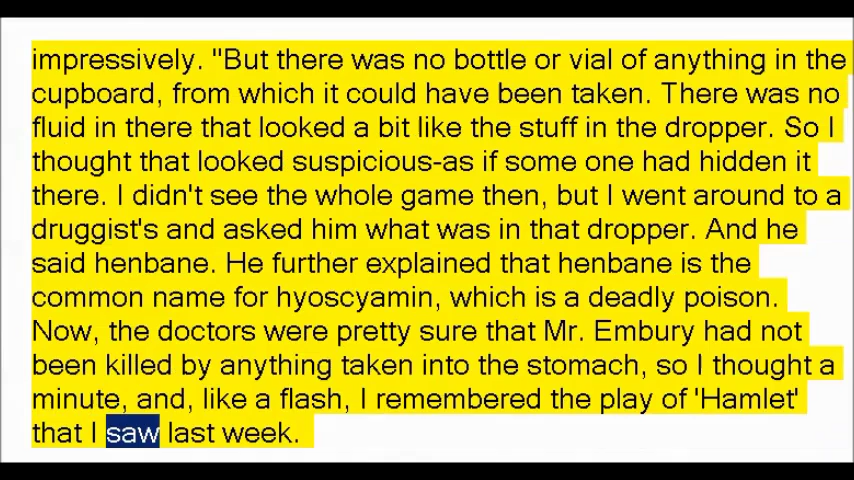 impressively. "But there was no bottle or vial of anything in the
cupboard, from which it could have been taken. There was no
fluid in there that looked a bit like the stuff in the dropper. So I
thought that looked suspicious-as if some one had hidden it
there. I didn't see the whole game then, but I went around to a
druggist's and asked him what was in that dropper. And he
said henbane. He further explained that henbane is the
common name for hyoscyamin, which is a deadly poison.
Now, the doctors were pretty sure that Mr. Embury had not
been killed by anything taken into the stomach, so I thought a
minute, and, like a flash, I remembered the play of 'Hamlet'
that I saw last week.